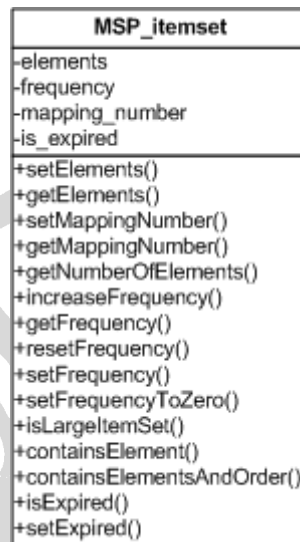 MSP_itemset
-elements
-frequency
-mapping_number
-is_expired
+setElements()
+getElements()
+setMappingNumber()
+getMappingNumber()
+getNumberOfElements()
+increaseFrequency()
+getFrequency()
+resetFrequency()
+setFrequency()
+setFrequencyToZero()
+isLargeItemSet()
+containsElement()
+containsElementsAndOrder()
+isExpired()
+setExpired()